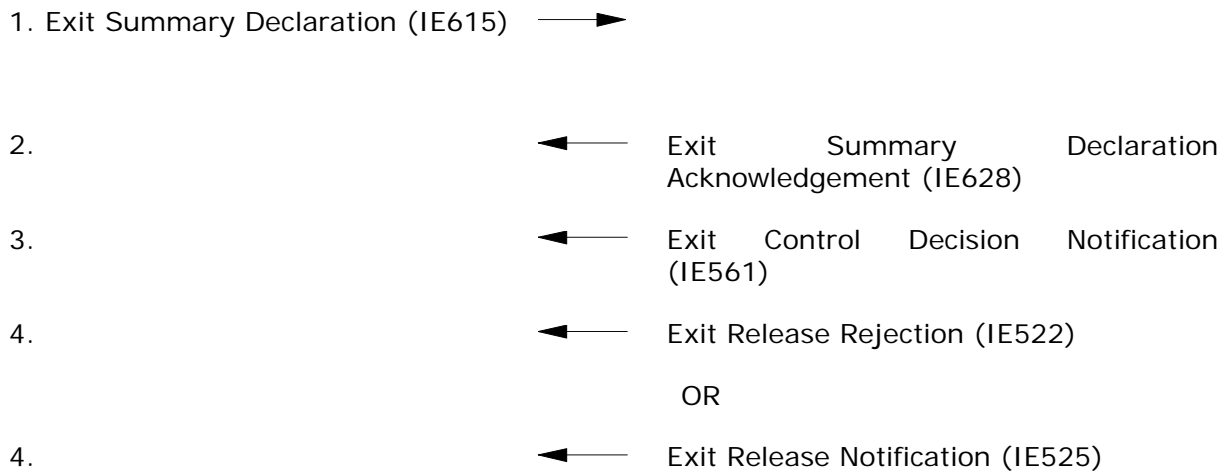 1. Exit Summary Declaration (IE615)
2. Exit Summary Declaration
Acknowledgement (IE628)
3. Exit Control Decision Notification
(IE561)
4. Exit Release Rejection (IE522)
OR
4. Exit Release Notification (IE525)